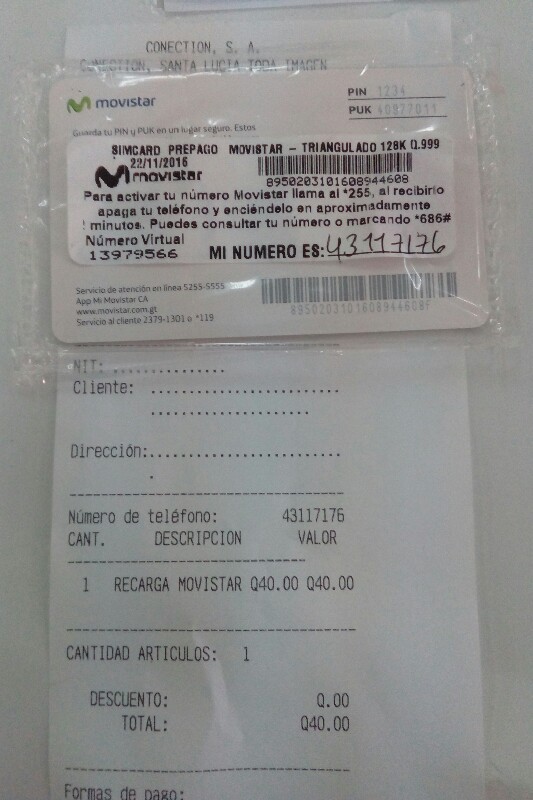 CONECTION, S. A.
CONECTION, SANTA LUCIA TODA IMAGEN
movistar
PIN 1234
PUK 40877011
Guarda tu PIN y PUK en un lugar seguro. Estos
SIMCARD PREPAGO MOVISTAR - TRIANGULADO 128K Q.999
22/11/2016
movistar
8950203101608944608
Para activar tu número Movistar llama al *255, al recibirlo
apaga tu teléfono y enciéndelo en aproximadamente
minutos. Puedes consultar tu número o marcando *686#
Número Virtual
13979566
MI NUMERO ES: 43117176
Servicio de atención en línea 5255-5555
App Mi Movistar CA
www.movistar.com.gt
Servicio al cliente 2379-1301 o *119
8950203101608944608F
NIT: ..............
Cliente: ........................
....................
Dirección:........................
.
Número de teléfono: 43117176
CANT. DESCRIPCION VALOR
1 RECARGA MOVISTAR Q40.00 Q40.00
CANTIDAD ARTICULOS: 1
DESCUENTO: Q.00
TOTAL: Q40.00
Formas de pago: